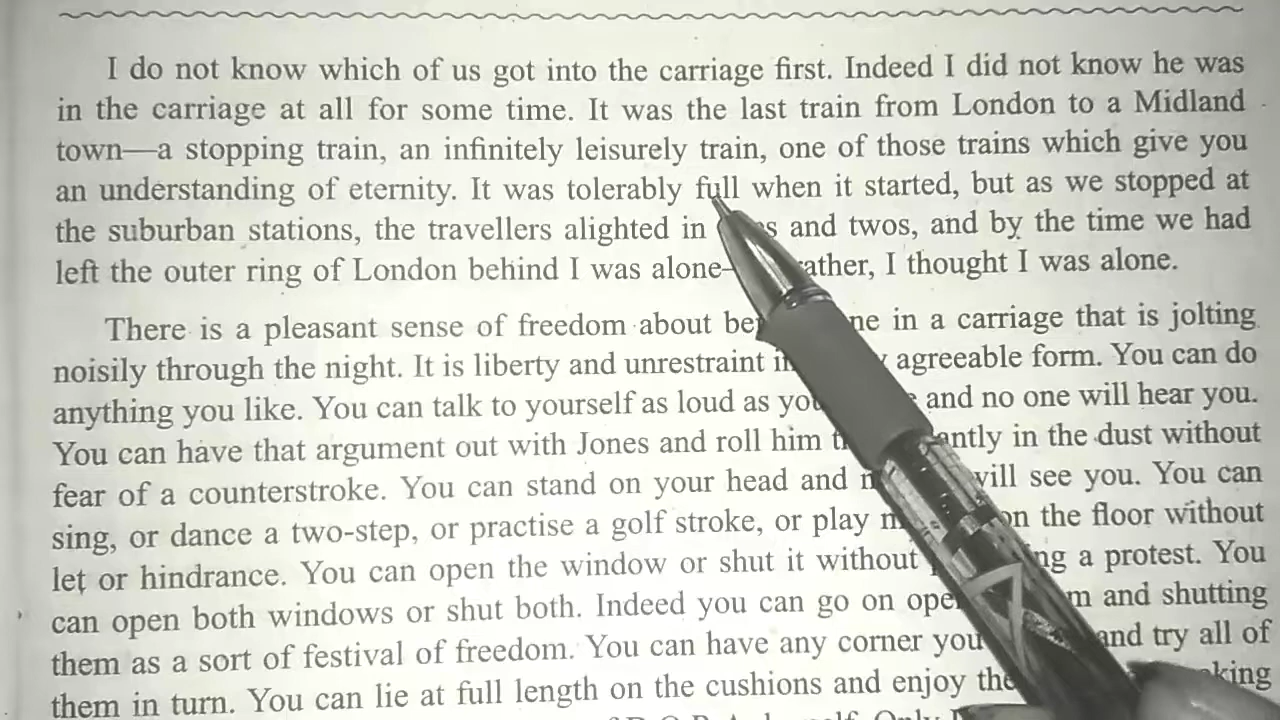 I do not know which of us got into the carriage first. Indeed I did not know he was
in the carriage at all for some time. It was the last train from London to a Midland
town—a stopping train, an infinitely leisurely train, one of those trains which give you
an understanding of eternity. It was tolerably full when it started, but as we stopped at
the suburban stations, the travellers alighted in and twos, and by the time we had
left the outer ring of London behind I was alone— I thought I was alone.
There is a pleasant sense of freedom about in a carriage that is jolting
noisily through the night. It is liberty and unrestraint agreeable form. You can do
anything you like. You can talk to yourself as loud as and no one will hear you.
You can have that argument out with Jones and roll him in the dust without
fear of a counterstroke. You can stand on your head and will see you. You can
sing, or dance a two-step, or practise a golf stroke, or play on the floor without
let or hindrance. You can open the window or shut it without a protest. You
can open both windows or shut both. Indeed you can go on and shutting
them as a sort of festival of freedom. You can have any corner you and try all of
them in turn. You can lie at full length on the cushions and enjoy